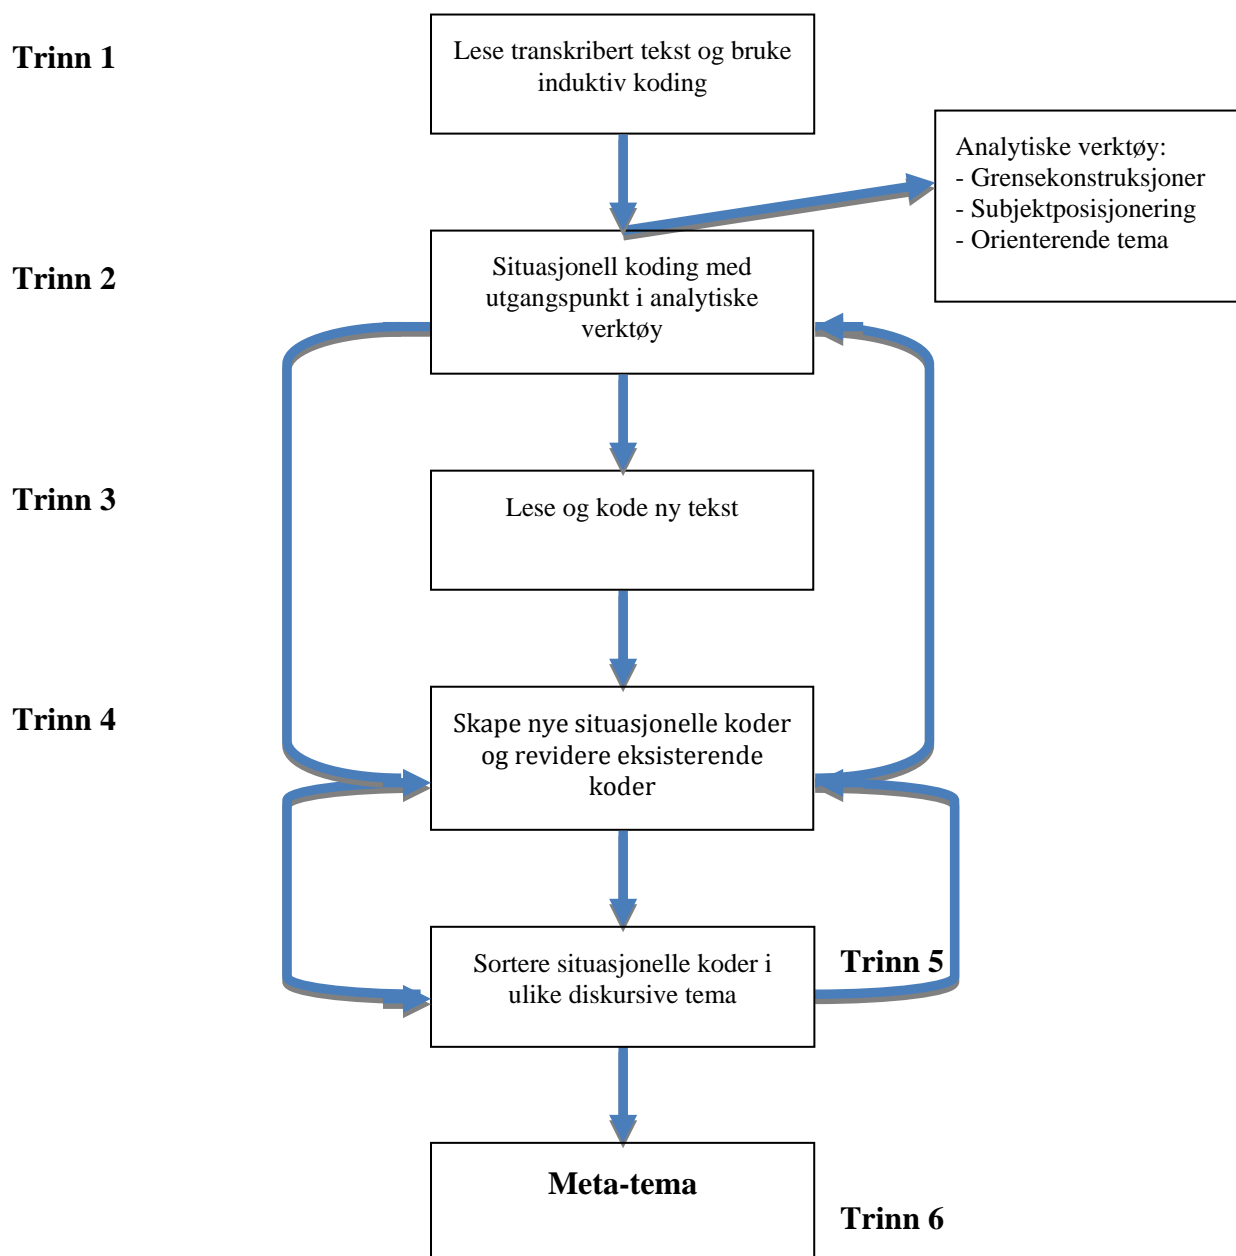 Trinn 1
Lese transkribert tekst og bruke
induktiv koding
Analytiske verktøy:
- Grensekonstruksjoner
- Subjektposisjonering
- Orienterende tema
Trinn 2
Situasjonell koding med
utgangspunkt i analytiske
verktøy
Trinn 3
Lese og kode ny tekst
Trinn 4
Skape nye situasjonelle koder
og revidere eksisterende
koder
Sortere situasjonelle koder i
ulike diskursive tema
Trinn 5
Meta-tema
Trinn 6